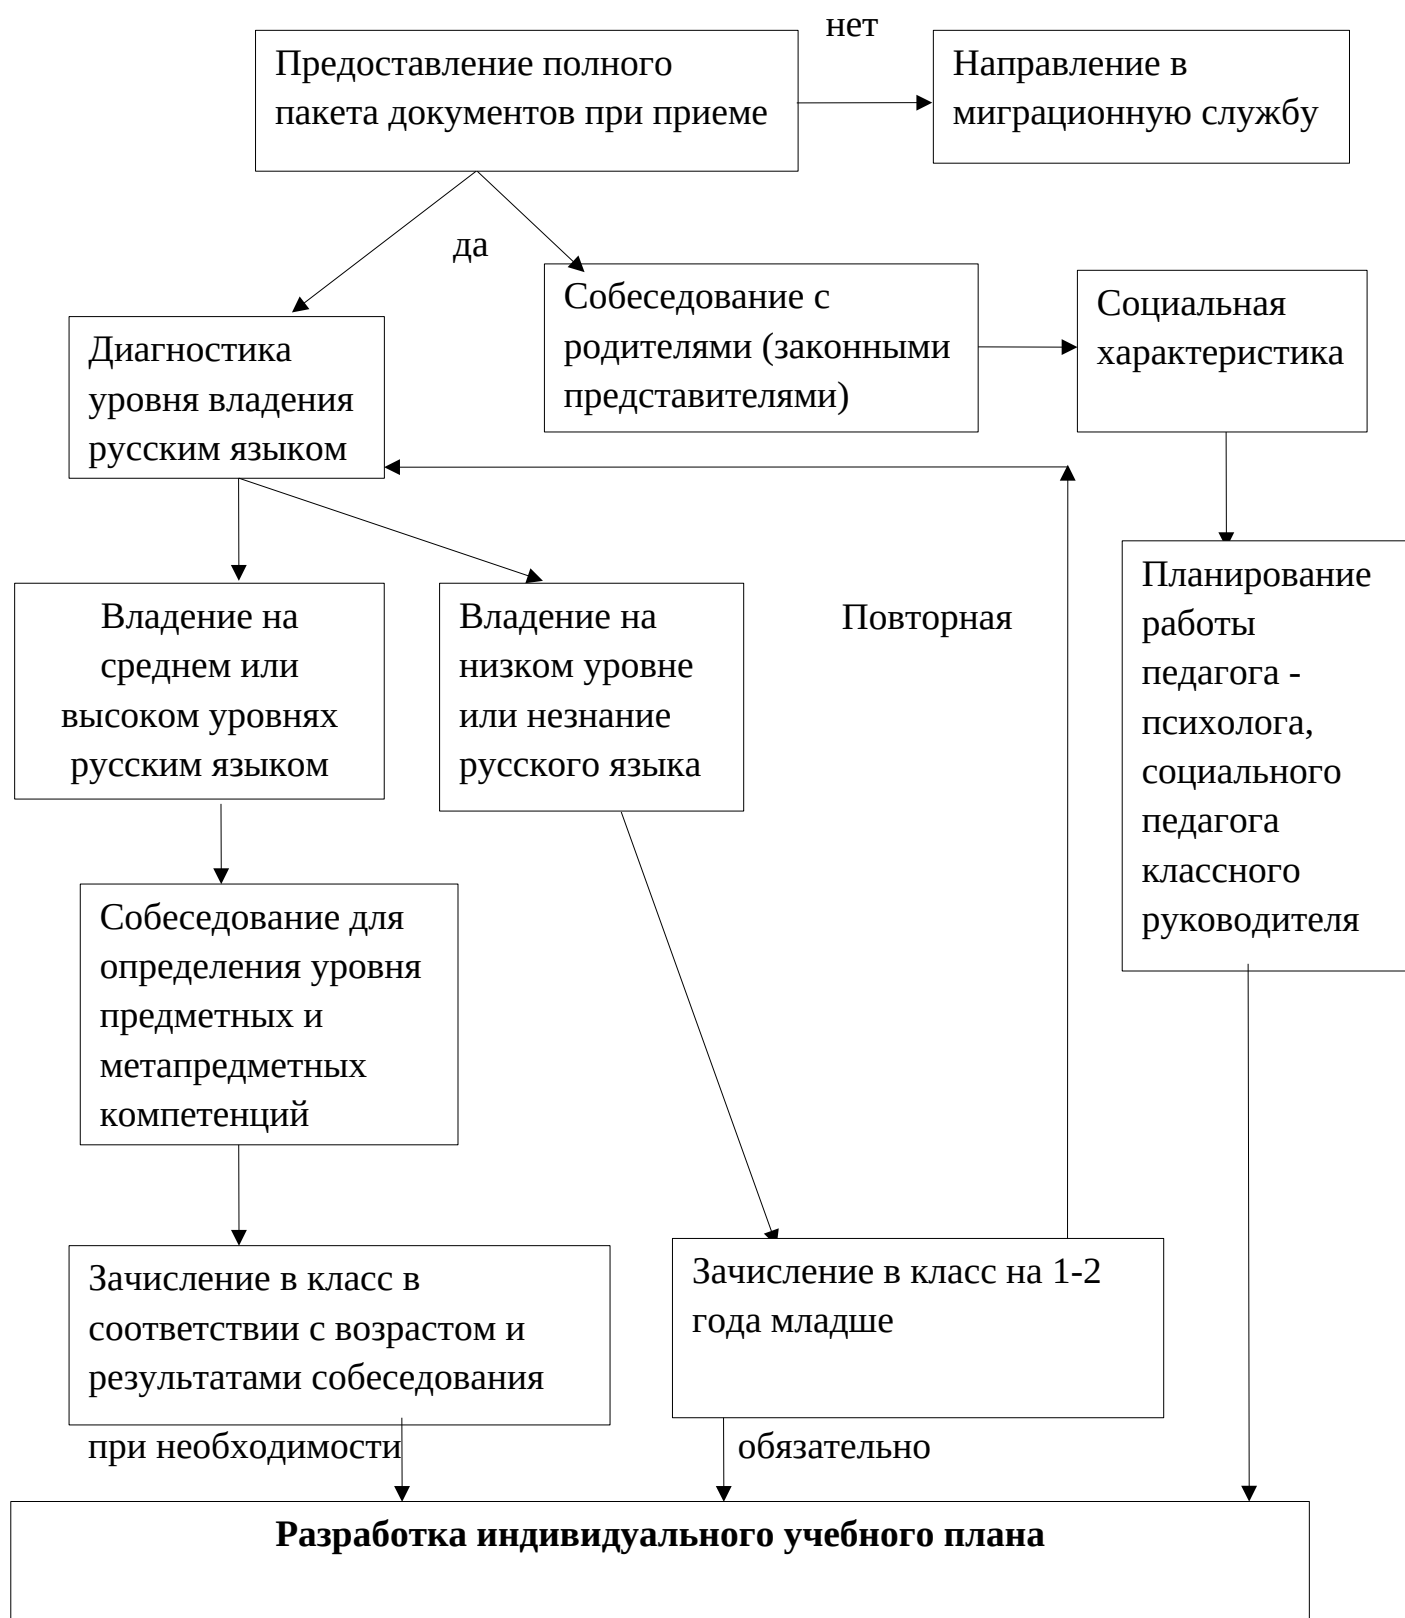 нет
Предоставление полного
пакета документов при приеме
Направление в
миграционную службу
да
Собеседование с
родителями (законными
представителями)
Социальная
характеристика
Диагностика
уровня владения
русским языком
Владение на
среднем или
высоком уровнях
русским языком
Владение на
низком уровне
или незнание
русского языка
Повторная
Планирование
работы
педагога -
психолога,
социального
педагога
классного
руководителя
Собеседование для
определения уровня
предметных и
метапредметных
компетенций
Зачисление в класс в
соответствии с возрастом и
результатами собеседования
Зачисление в класс на 1-2
года младше
при необходимости
обязательно
Разработка индивидуального учебного плана